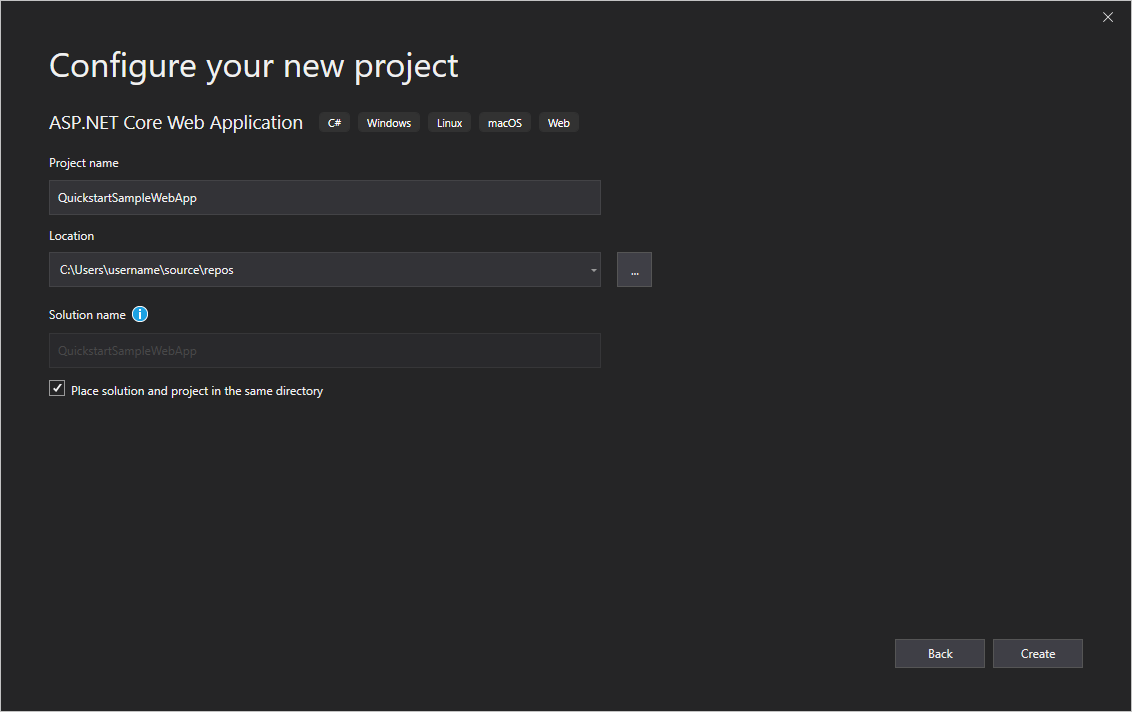 Configure your new project
ASP.NET Core Web Application C# Windows Linux macOS Web
Project name
QuickstartSampleWebApp
Location
C:\Users\username\source\repos
...
Solution name
QuickstartSampleWebApp
Place solution and project in the same directory
Back Create